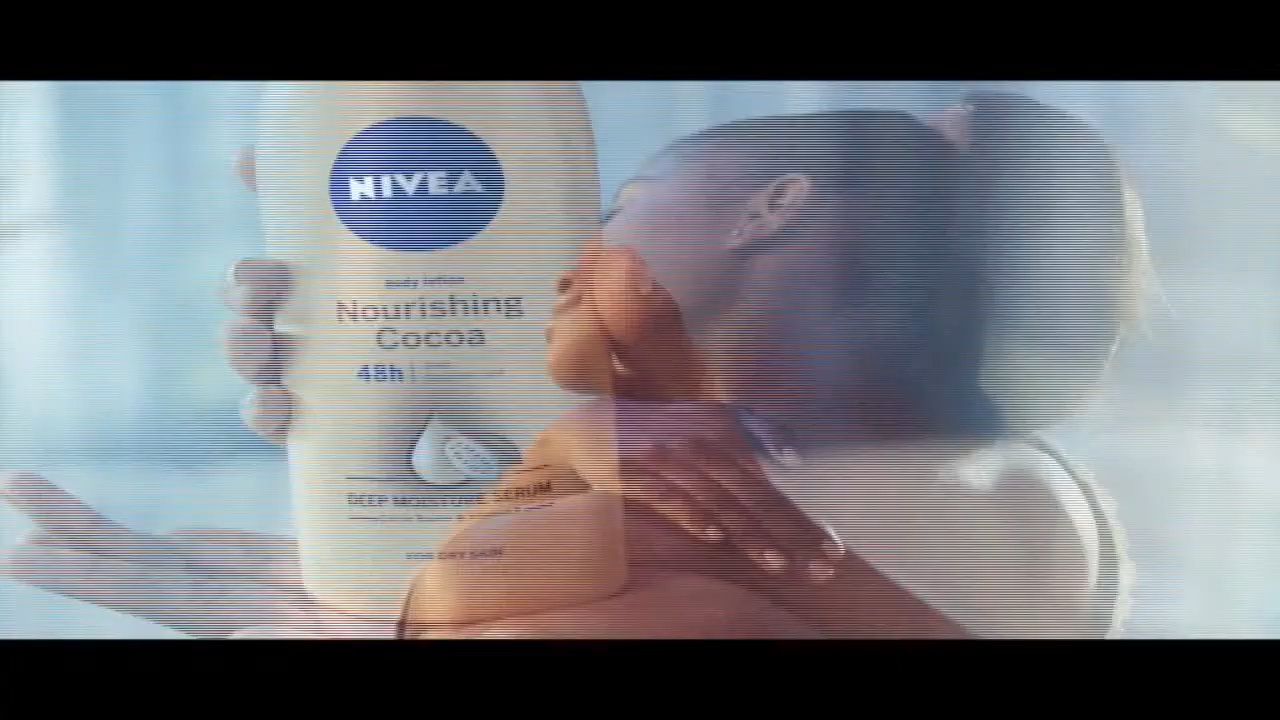 NIVEA
body lotion
Nourishing
Cocoa
48h
DEEP MOISTURE SERUM
FOR DRY SKIN